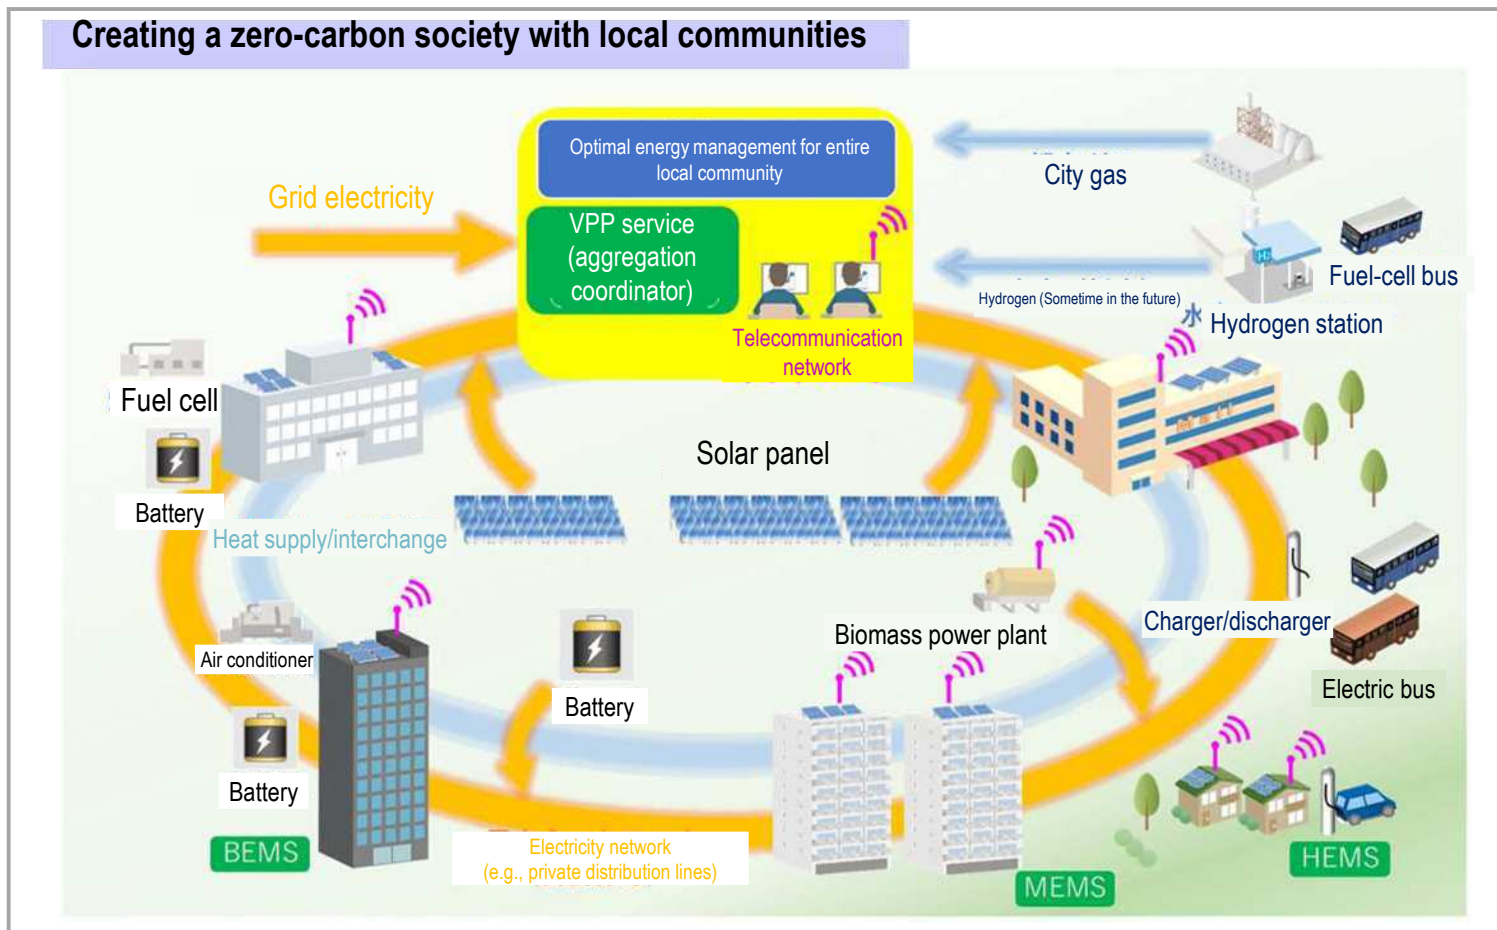 Creating a zero-carbon society with local communities
Optimal energy management for entire
local community
Grid electricity
VPP service
(aggregation
coordinator)
Telecommunication
network
City gas
Hydrogen (Sometime in the future)
Fuel-cell bus
水
Hydrogen station
H₂
Fuel cell
Battery
Solar panel
Heat supply/interchange
Air conditioner
Battery
Battery
Biomass power plant
Charger/discharger
Electric bus
BEMS
Electricity network
(e.g., private distribution lines)
MEMS
HEMS